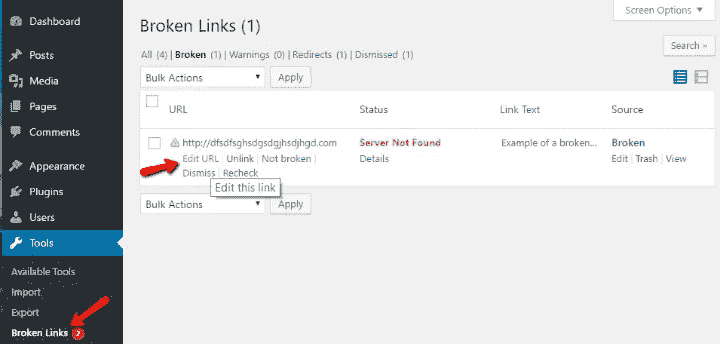 Dashboard
Posts
Media
Pages
Comments
Appearance
Plugins
Users
Tools
Available Tools
Import
Export
Broken Links 2
Screen Options ▼
Broken Links (1)
Search »
All (4) | Broken (1) | Warnings (0) | Redirects (1) | Dismissed (1)
Bulk Actions Apply
URL Status Link Text Source
http://dfsdfsghsdgsdgjhsdjhgd.com Server Not Found Example of a broken... Broken
Edit URL | Unlink | Not broken | Details Edit | Trash | View
Dismiss | Recheck
Edit this link
Bulk Actions Apply